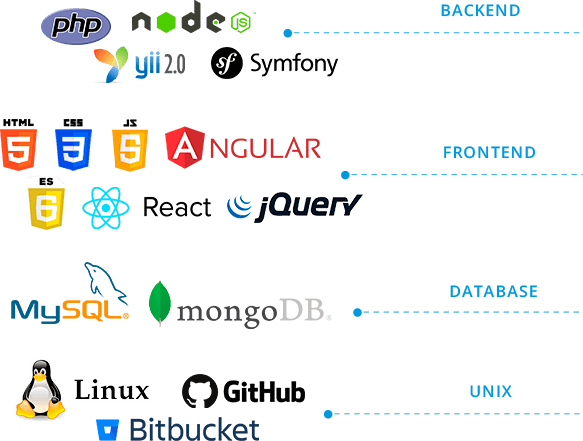 php
node
JS
BACKEND
yii 2.0
sf
Symfony
HTML
5
CSS
3
JS
5
A
NGULAR
FRONTEND
ES
6
React
jQuery
MySQL®
mongoDB®
DATABASE
Linux
GitHub
UNIX
Bitbucket